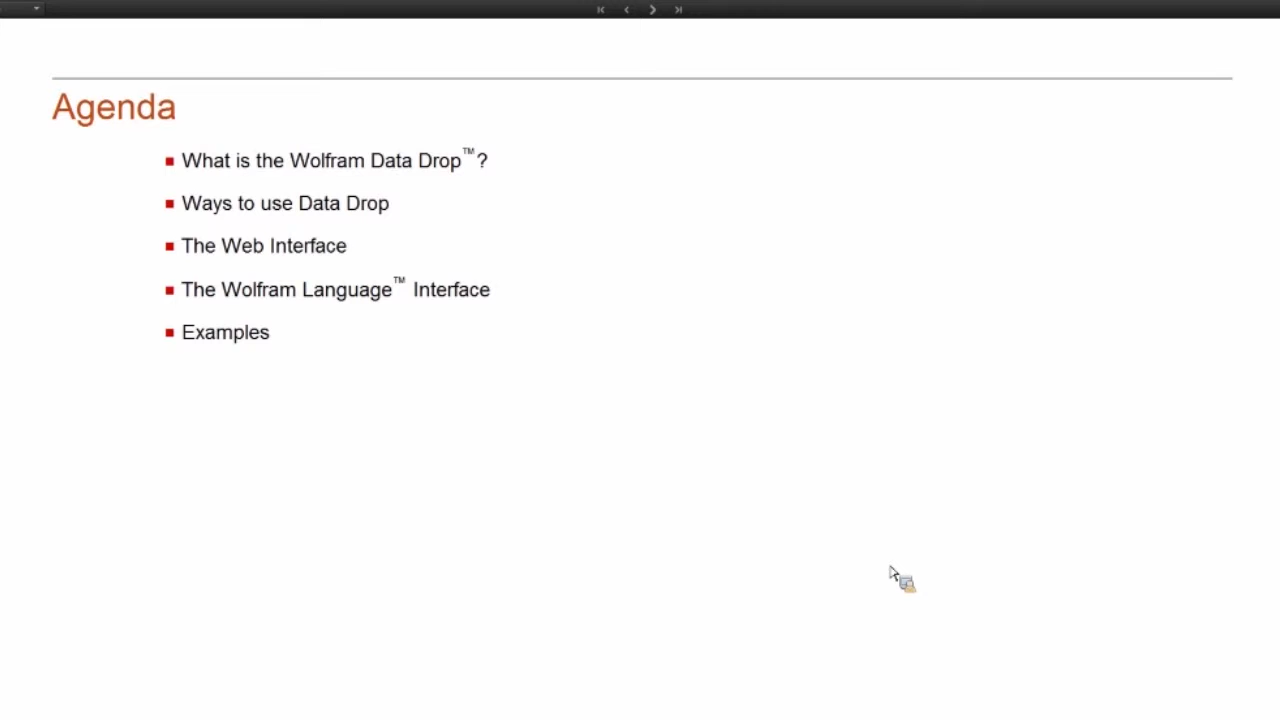 Agenda
What is the Wolfram Data Drop™?
Ways to use Data Drop
The Web Interface
The Wolfram Language™ Interface
Examples